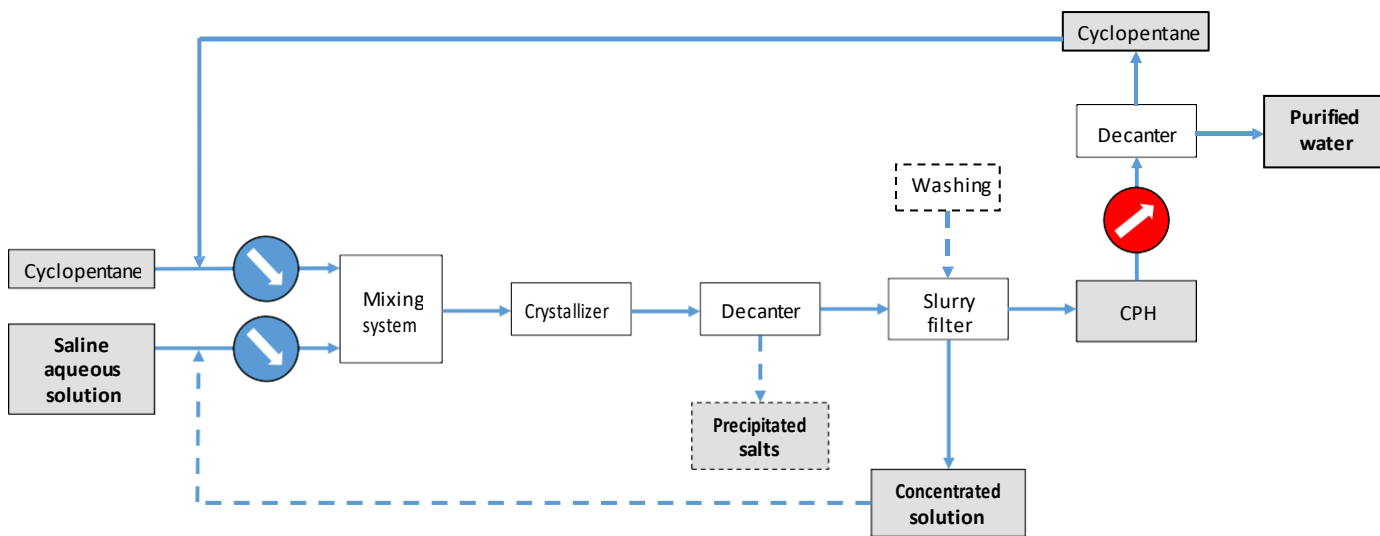 Cyclopentane
Decanter
Purified
water
Washing
Cyclopentane
Mixing
system
Crystallizer
Decanter
Slurry
filter
CPH
Saline
aqueous
solution
Precipitated
salts
Concentrated
solution